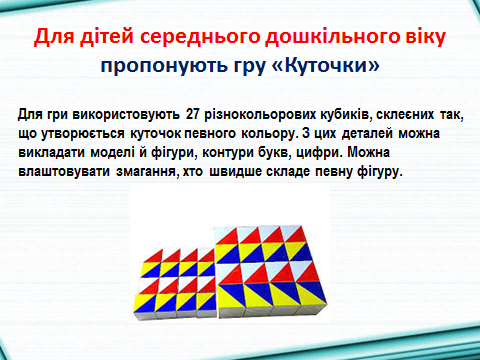 Для дітей середнього дошкільного віку
пропонують гру «Куточки»
Для гри використовують 27 різнокольорових кубиків, склеєних так,
що утворюється куточок певного кольору. З цих деталей можна
викладати моделі й фігури, контури букв, цифри. Можна
влаштовувати змагання, хто швидше складе певну фігуру.